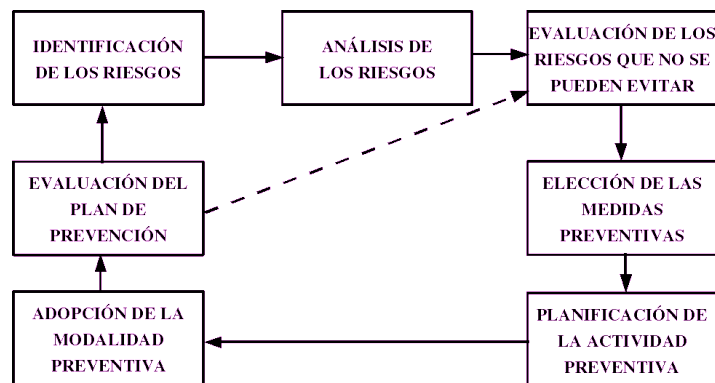 IDENTIFICACIÓN
DE LOS RIESGOS
ANÁLISIS DE
LOS RIESGOS
EVALUACIÓN DE LOS
RIESGOS QUE NO SE
PUEDEN EVITAR
EVALUACIÓN DEL
PLAN DE
PREVENCIÓN
ELECCIÓN DE LAS
MEDIDAS
PREVENTIVAS
ADOPCIÓN DE LA
MODALIDAD
PREVENTIVA
PLANIFICACIÓN DE
LA ACTIVIDAD
PREVENTIVA